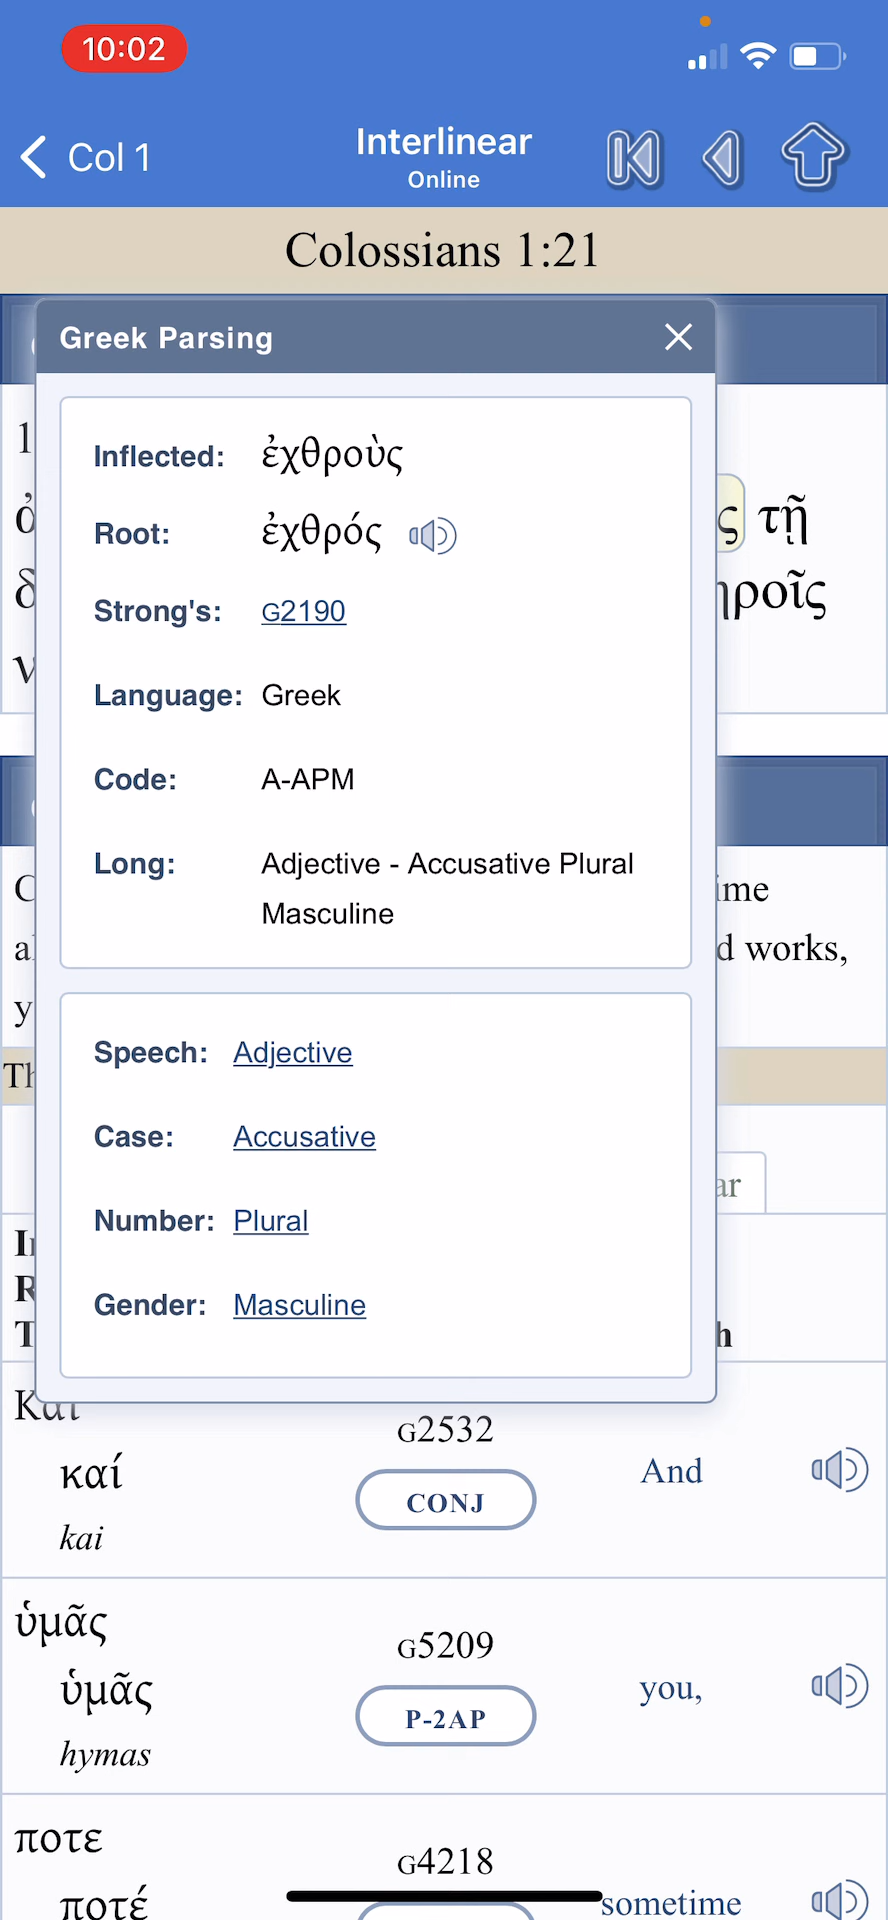 10:02
Col 1
Interlinear
Online
Colossians 1:21
Greek Parsing
Inflected: ἐχθροὺς
Root: ἐχθρός
Strong's: G2190
Language: Greek
Code: A-APM
Long: Adjective - Accusative Plural
Masculine
τῇ
works,
Speech: Adjective
Case: Accusative
Number: Plural
Gender: Masculine
Καὶ
καί
kai
G2532
CONJ
And
ὑμᾶς
ὑμᾶς
hymas
G5209
P-2AP
you,
ποτε
ποτέ
G4218
sometime